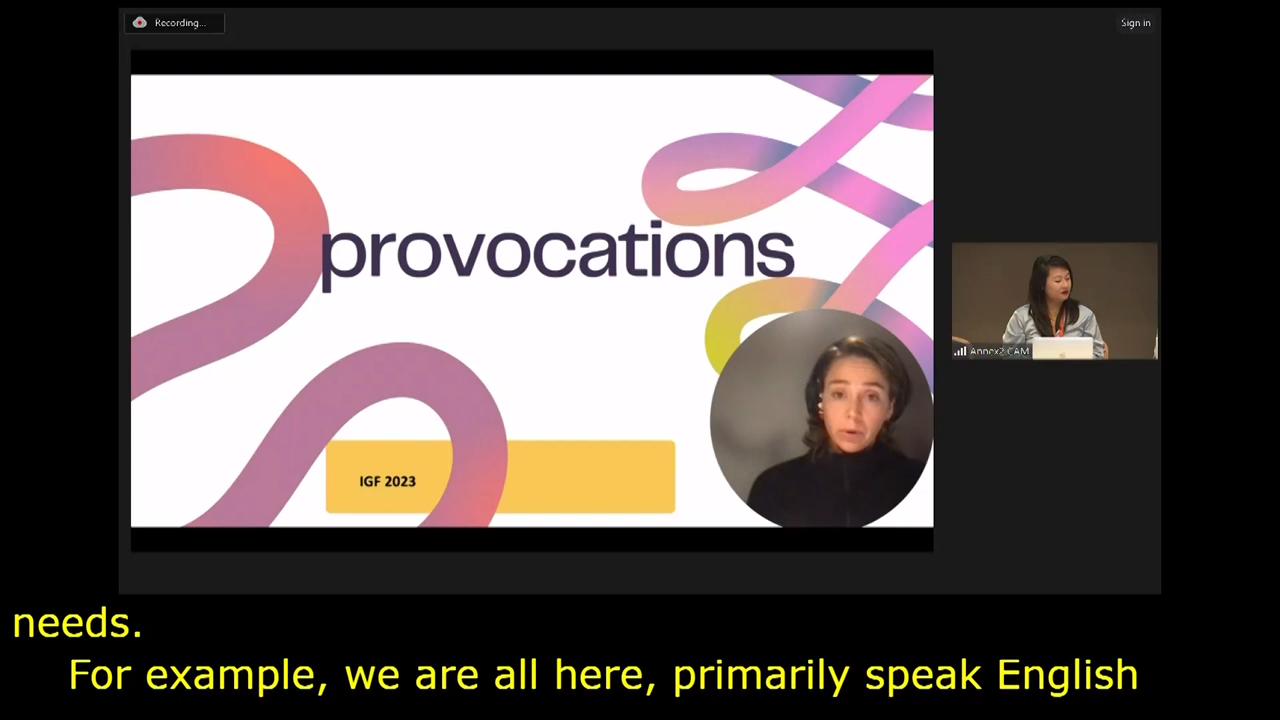 Recording...
Sign in
provocations
IGF 2023
Annex2 CAM
needs.
For example, we are all here, primarily speak English